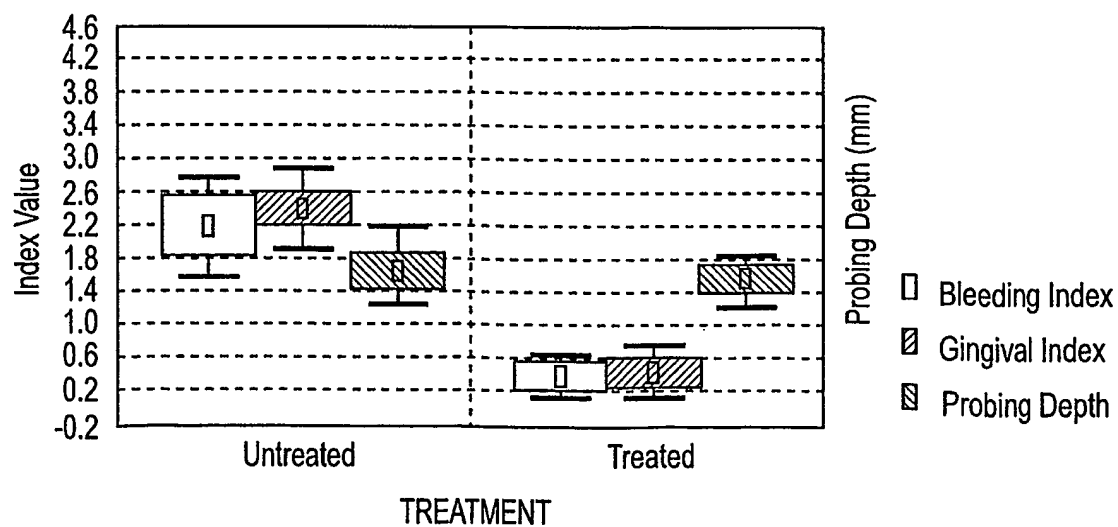 4.6
4.2
3.8
3.4
3.0
2.6
2.2
1.8
1.4
1.0
0.6
0.2
-0.2
Index Value
Probing Depth (mm)
Untreated
Treated
TREATMENT
Bleeding Index
Gingival Index
Probing Depth